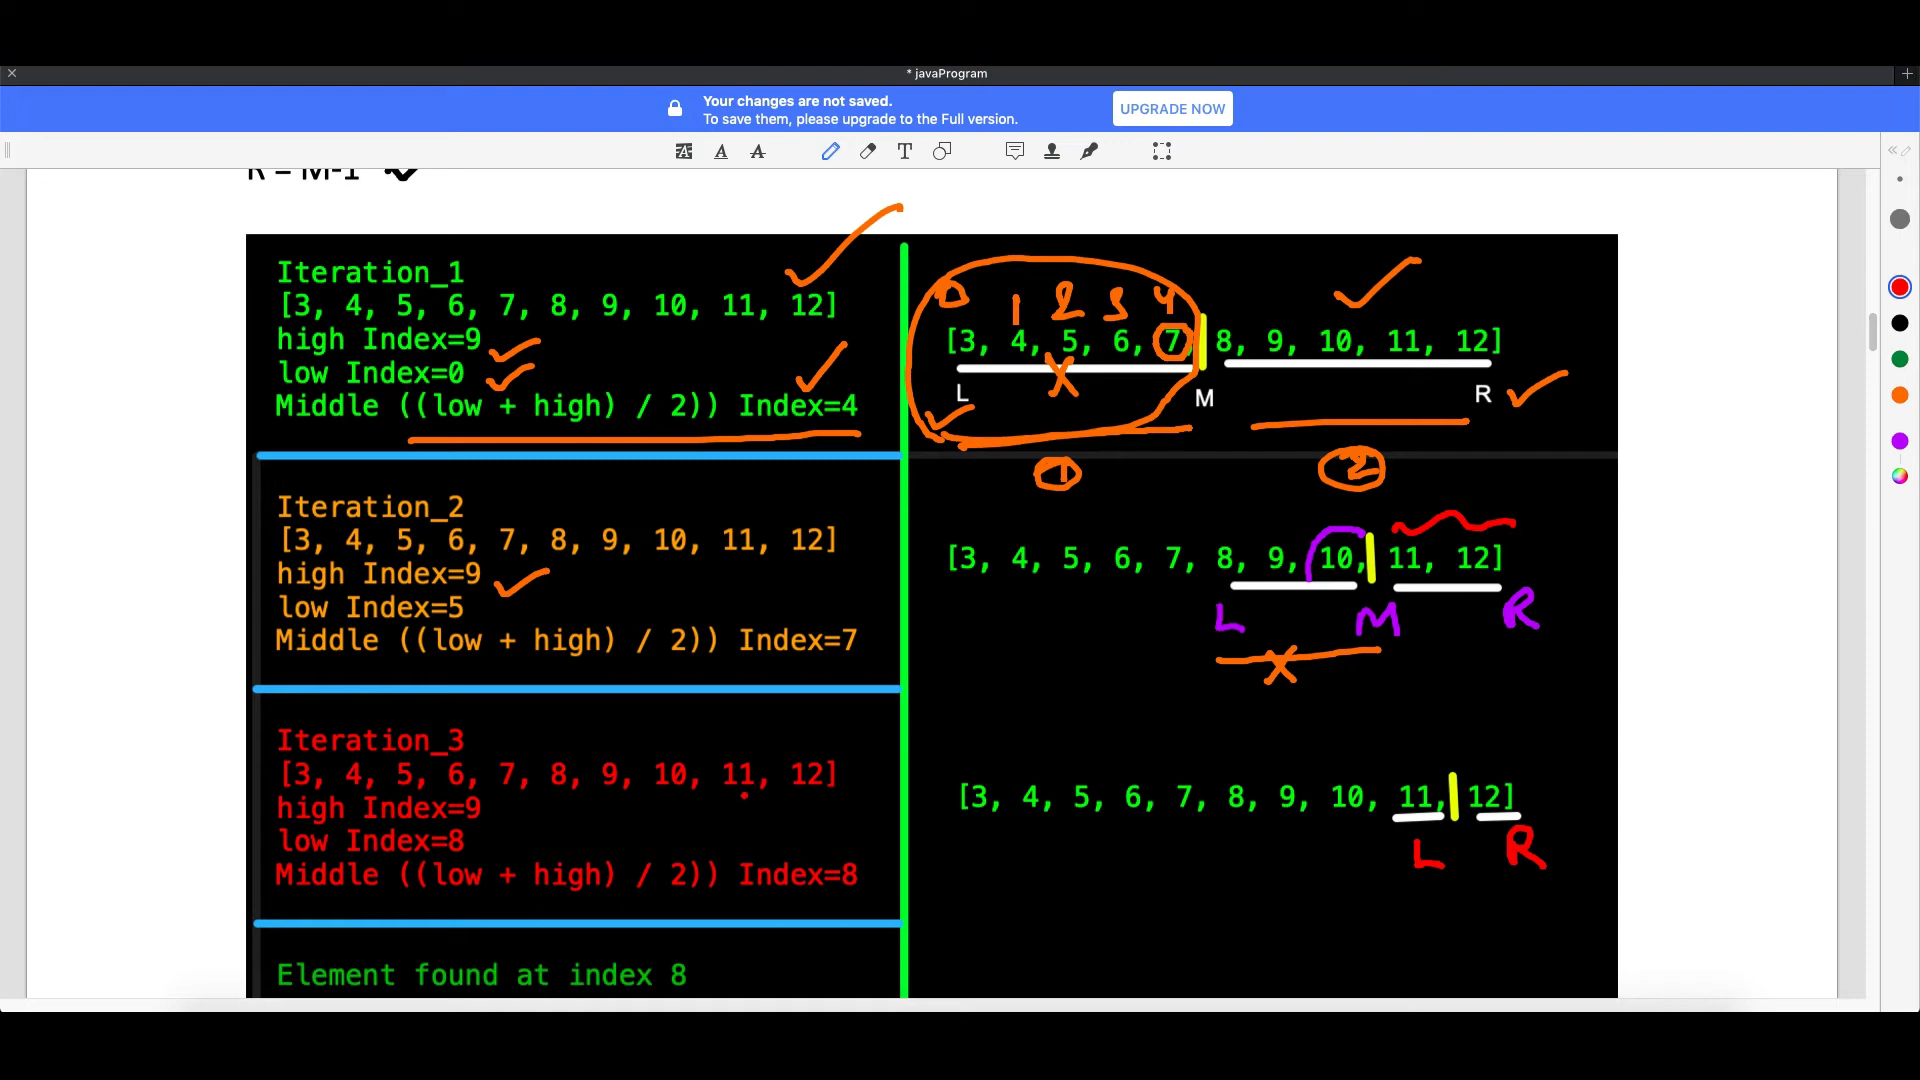 * javaProgram
Your changes are not saved.
To save them, please upgrade to the Full version.
UPGRADE NOW
R = M-1
Iteration_1
[3, 4, 5, 6, 7, 8, 9, 10, 11, 12]
high Index=9
low Index=0
Middle ((low + high) / 2)) Index=4
0 1 2 3 4
[3, 4, 5, 6, 7, 8, 9, 10, 11, 12]
L M R
1 2
Iteration_2
[3, 4, 5, 6, 7, 8, 9, 10, 11, 12]
high Index=9
low Index=5
Middle ((low + high) / 2)) Index=7
[3, 4, 5, 6, 7, 8, 9, 10, 11, 12]
L M R
Iteration_3
[3, 4, 5, 6, 7, 8, 9, 10, 11, 12]
high Index=9
low Index=8
Middle ((low + high) / 2)) Index=8
[3, 4, 5, 6, 7, 8, 9, 10, 11, 12]
L R
Element found at index 8